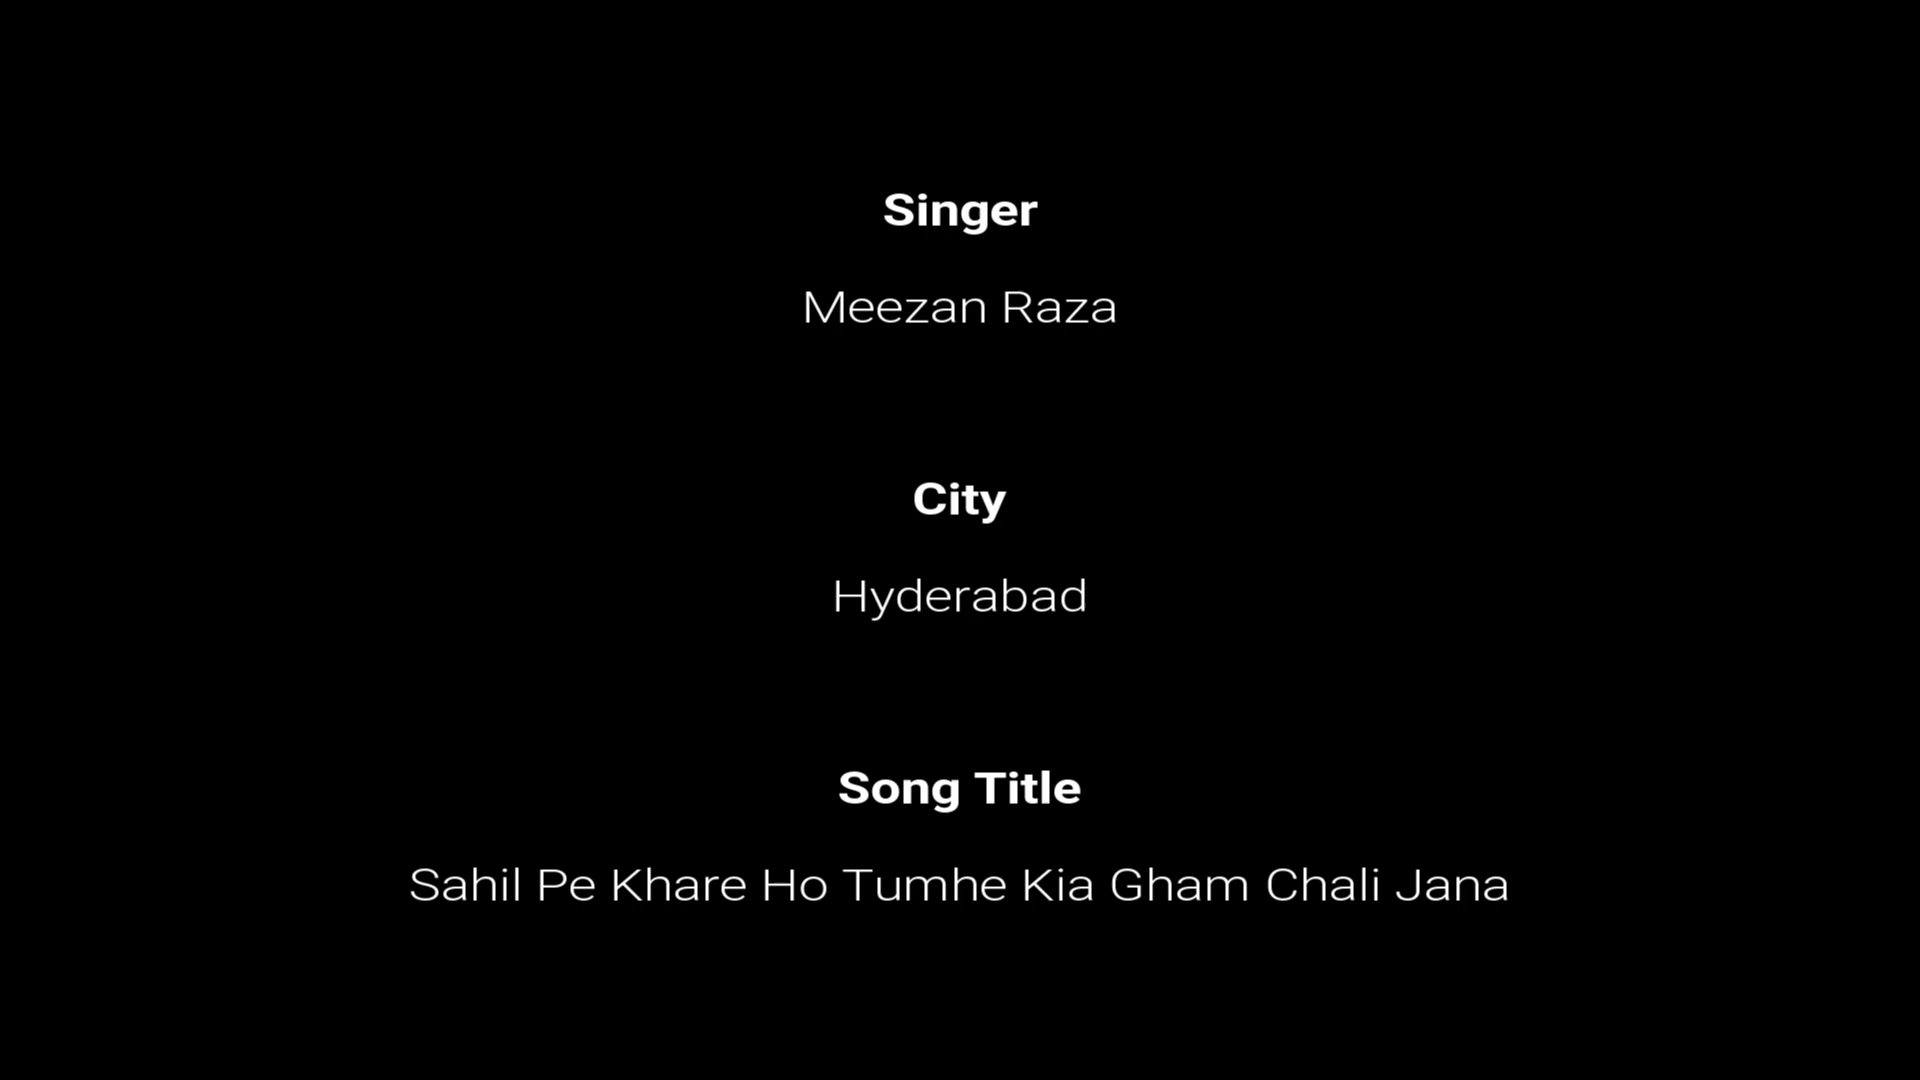 Singer
Meezan Raza
City
Hyderabad
Song Title
Sahil Pe Khare Ho Tumhe Kia Gham Chali Jana